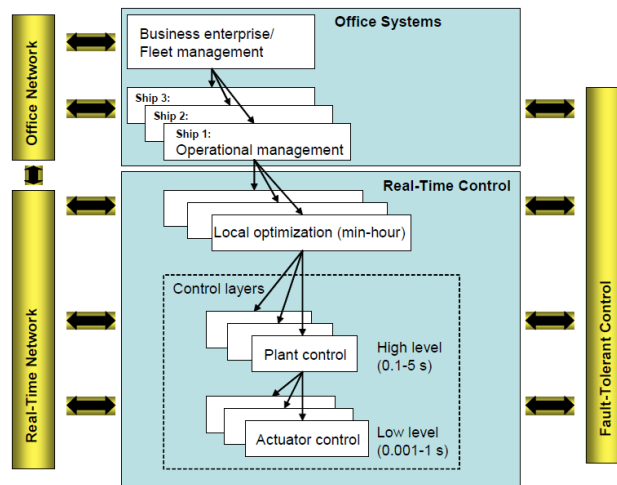 Office Systems
Business enterprise/
Fleet management
Ship 3:
Ship 2:
Ship 1:
Operational management
Real-Time Control
Local optimization (min-hour)
Control layers
Plant control
High level
(0.1-5 s)
Actuator control
Low level
(0.001-1 s)
Office Network
Real-Time Network
Fault-Tolerant Control